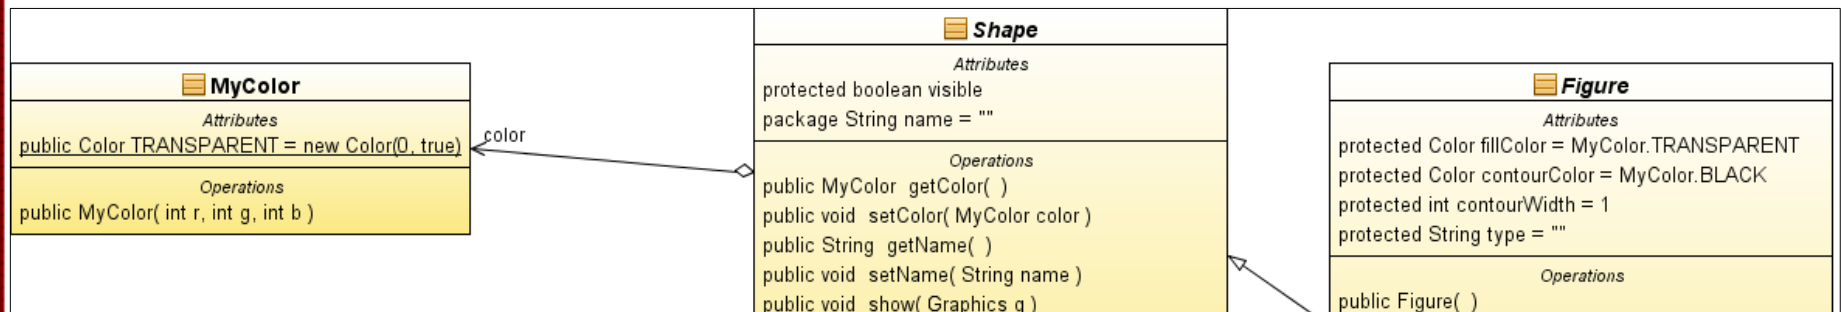 MyColor
Attributes
public Color TRANSPARENT = new Color(0, true)
Operations
public MyColor( int r, int g, int b )
color
Shape
Attributes
protected boolean visible
package String name = ""
Operations
public MyColor  getColor(  )
public void  setColor( MyColor color )
public String  getName(  )
public void  setName( String name )
public void  show( Graphics g )
Figure
Attributes
protected Color fillColor = MyColor.TRANSPARENT
protected Color contourColor = MyColor.BLACK
protected int contourWidth = 1
protected String type = ""
Operations
public Figure(  )